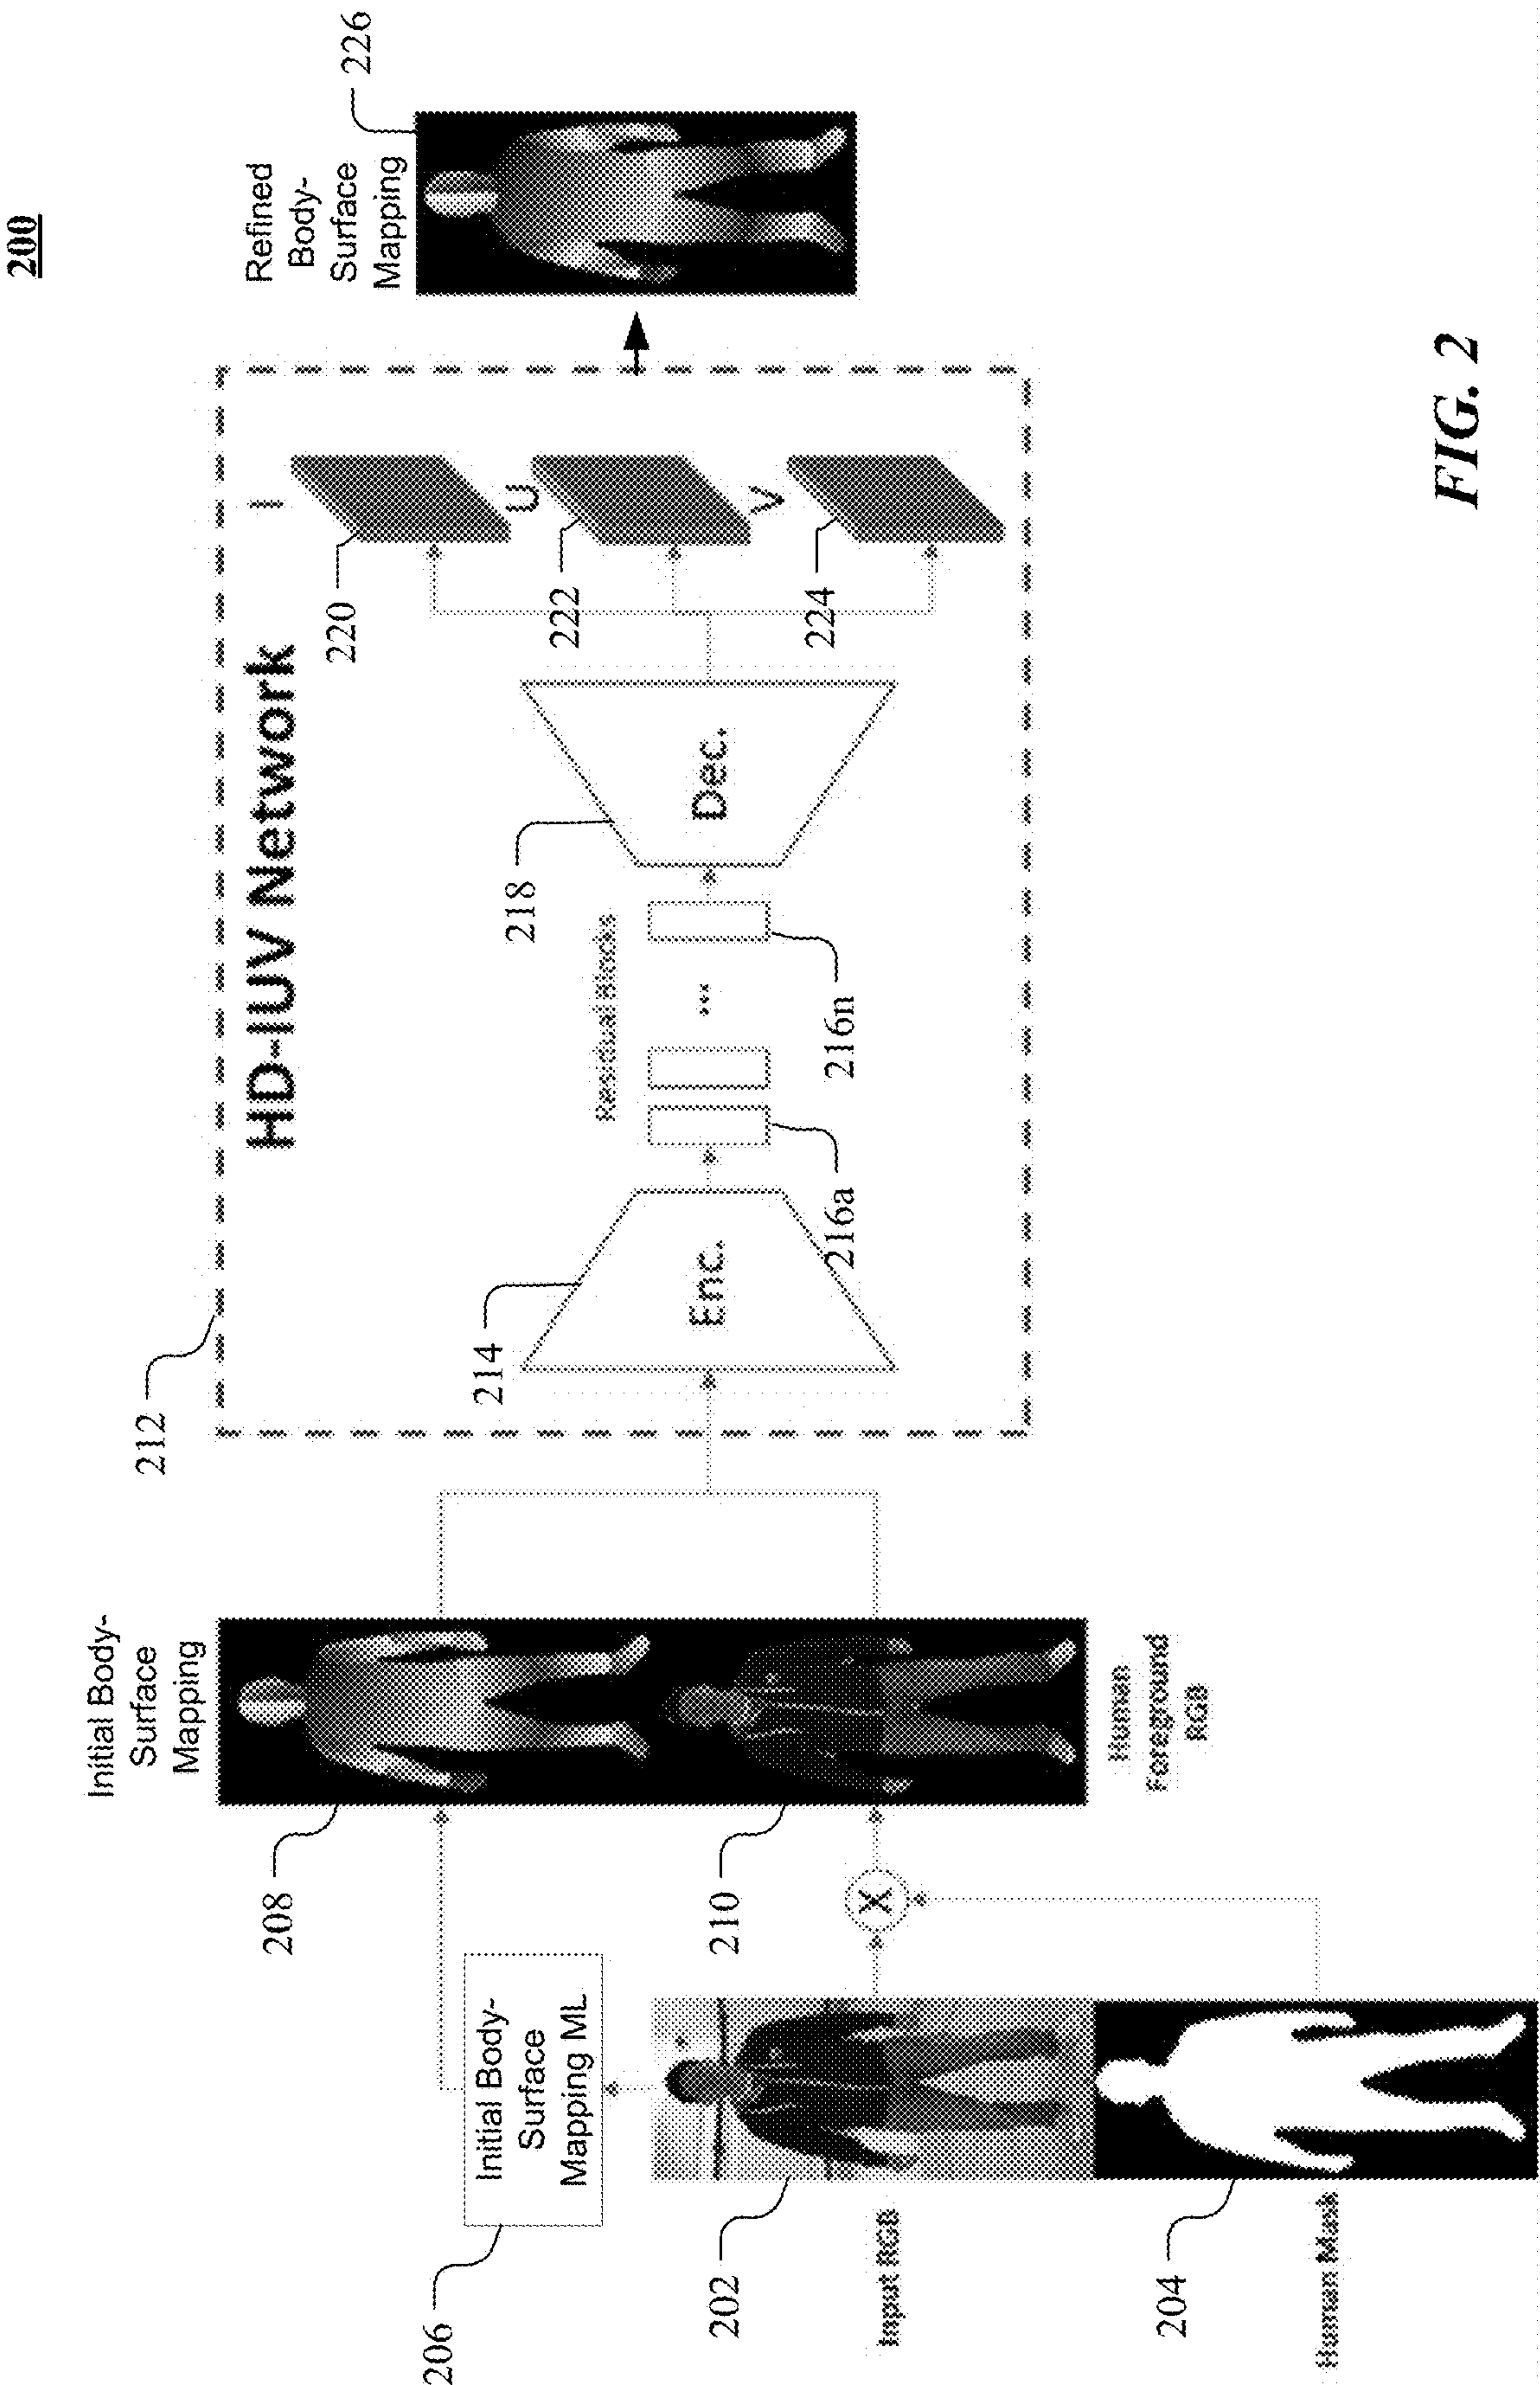 200
212
HD-IUV Network
Initial Body-
Surface
Mapping
208
206
Initial Body-
Surface
Mapping ML
202
Input RGB
204
Human Mask
X
210
Human
Foreground
RGB
214
Enc.
216a
Residual Blocks
...
216n
218
Dec.
220
I
222
U
224
V
Refined
Body-
Surface
Mapping
226
FIG. 2